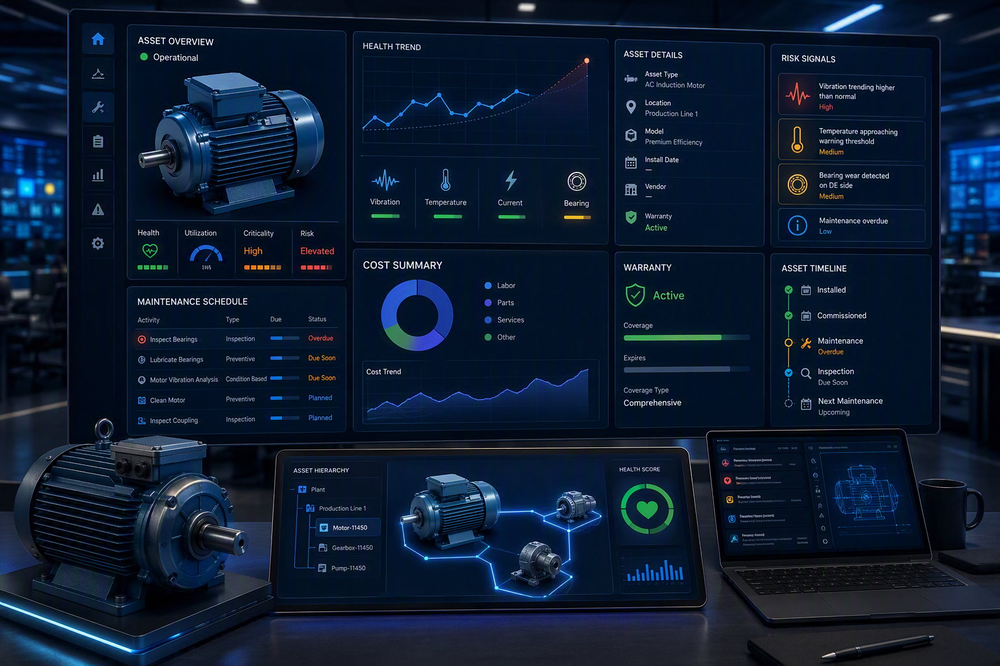 ASSET OVERVIEW
Operational
Health
Utilization
Criticality
High
Risk
Elevated
MAINTENANCE SCHEDULE
Activity Type Due Status
Inspect Bearings Inspection Overdue
Lubricate Bearings Preventive Due Soon
Motor Vibration Analysis Condition Based Due Soon
Clean Motor Preventive Planned
Inspect Coupling Inspection Planned
HEALTH TREND
Vibration
Temperature
Current
Bearing
COST SUMMARY
Labor
Parts
Services
Other
Cost Trend
ASSET DETAILS
Asset Type
AC Induction Motor
Location
Production Line 1
Model
Premium Efficiency
Install Date
—
Vendor
—
Warranty
Active
WARRANTY
Active
Coverage
Expires
Coverage Type
Comprehensive
RISK SIGNALS
Vibration trending higher
than normal
High
Temperature approaching
warning threshold
Medium
Bearing wear detected
on DE side
Medium
Maintenance overdue
Low
ASSET TIMELINE
Installed
Commissioned
Maintenance
Overdue
Inspection
Due Soon
Next Maintenance
Upcoming
ASSET HIERARCHY
Plant
Production Line 1
Motor-11450
Gearbox-11450
Pump-11450
HEALTH SCORE